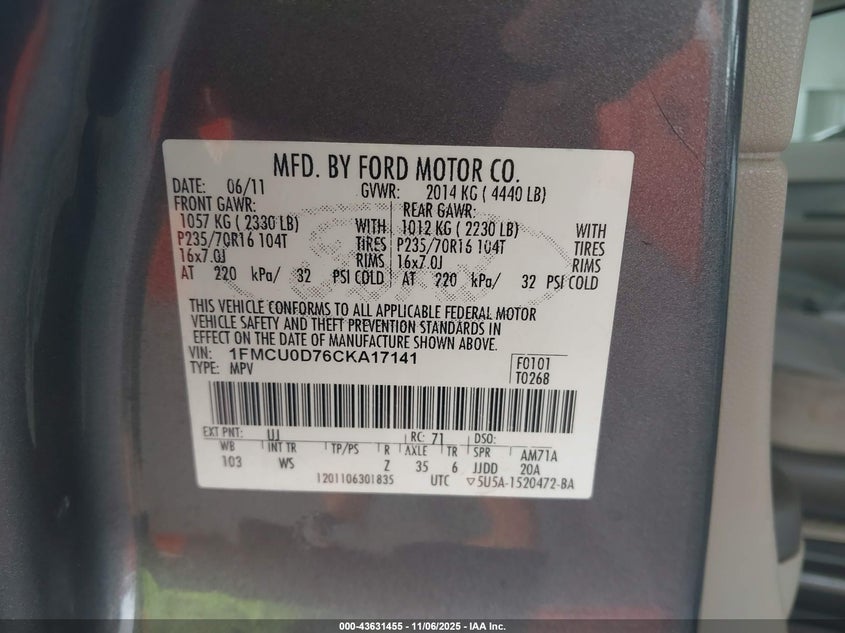 MFD. BY FORD MOTOR CO.
DATE: 06/11 GVWR: 2014 KG ( 4440 LB)
FRONT GAWR: REAR GAWR:
1057 KG ( 2330 LB) WITH 1012 KG ( 2230 LB) WITH
P235/70R16 104T TIRES P235/70R16 104T TIRES
16x7.0J RIMS 16x7.0J RIMS
AT 220 kPa/ 32 PSI COLD AT 220 kPa/ 32 PSI COLD
THIS VEHICLE CONFORMS TO ALL APPLICABLE FEDERAL MOTOR
VEHICLE SAFETY AND THEFT PREVENTION STANDARDS IN
EFFECT ON THE DATE OF MANUFACTURE SHOWN ABOVE.
VIN: 1FMCU0D76CKA17141 F0101
TYPE: MPV T0268
EXT PNT: UJ RC: 71 DSO:
WB INT TR TP/PS R AXLE TR SPR AM71A
103 WS Z 35 6 JJDD 20A
1201106301835 UTC ▽5U5A-1520472-BA
000-43631455 - 11/06/2025 - IAA Inc.